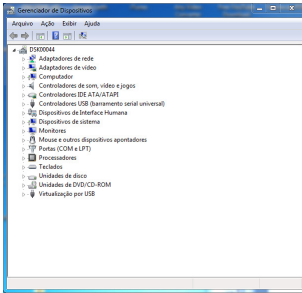 Gerenciador de Dispositivos
Arquivo Ação Exibir Ajuda
DSK00044
Adaptadores de rede
Adaptadores de vídeo
Computador
Controladores de som, vídeo e jogos
Controladores IDE ATA/ATAPI
Controladores USB (barramento serial universal)
Dispositivos de Interface Humana
Dispositivos de sistema
Monitores
Mouse e outros dispositivos apontadores
Portas (COM e LPT)
Processadores
Teclados
Unidades de disco
Unidades de DVD/CD-ROM
Virtualização por USB